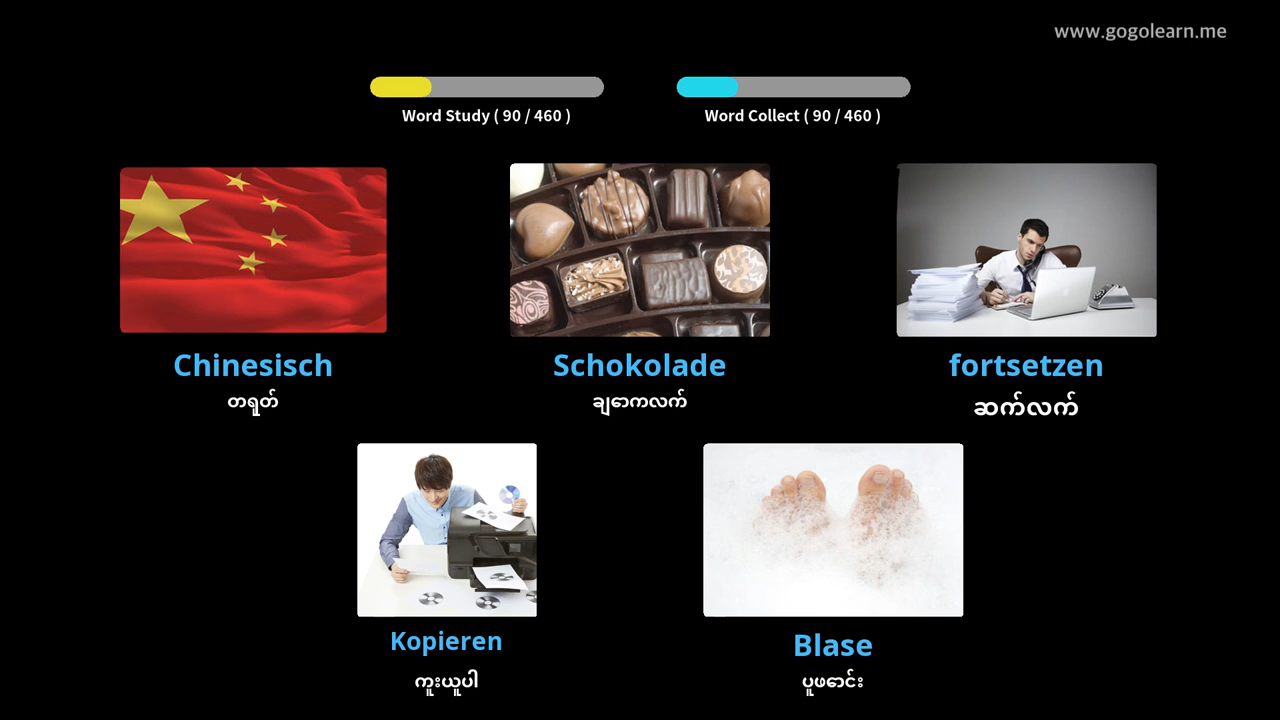 www.gogolearn.me
Word Study ( 90 / 460 )
Word Collect ( 90 / 460 )
Chinesisch
တရုတ်
Schokolade
ချောကလက်
fortsetzen
ဆက်လက်
Kopieren
ကူးယူပါ
Blase
ပူဖောင်း